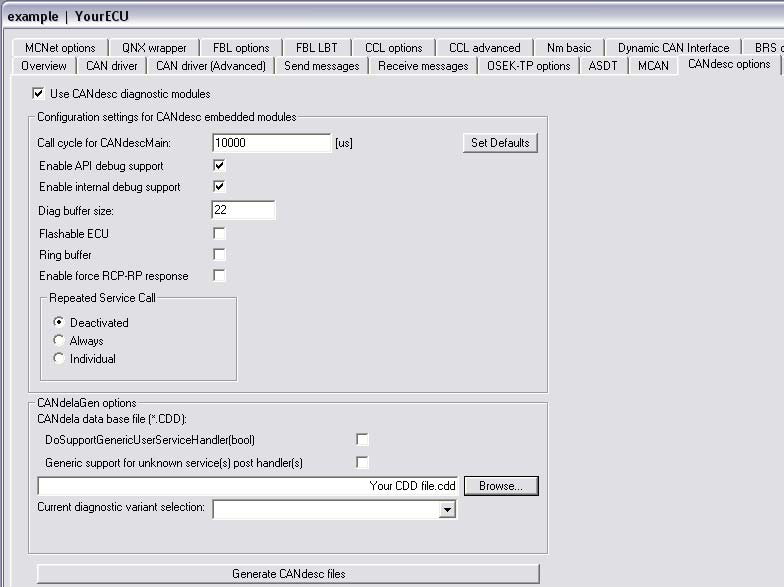 example | YourECU
MCNet options QNX wrapper FBL options FBL LBT CCL options CCL advanced Nm basic Dynamic CAN Interface BRS
Overview CAN driver CAN driver (Advanced) Send messages Receive messages OSEK-TP options ASDT MCAN CANdesc options
Use CANdesc diagnostic modules
Configuration settings for CANdesc embedded modules
Call cycle for CANdescMain: 10000 [us] Set Defaults
Enable API debug support
Enable internal debug support
Diag buffer size: 22
Flashable ECU
Ring buffer
Enable force RCP-RP response
Repeated Service Call
Deactivated
Always
Individual
CANdelaGen options
CANdela data base file (*.CDD):
DoSupportGenericUserServiceHandler(bool)
Generic support for unknown service(s) post handler(s)
Your CDD file.cdd Browse...
Current diagnostic variant selection:
Generate CANdesc files